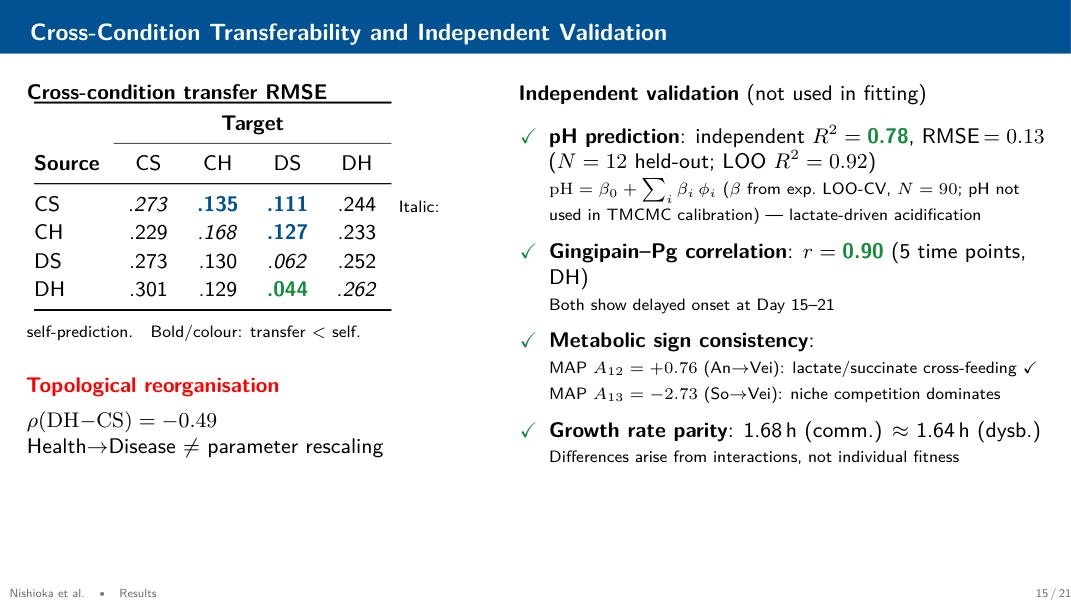 Cross-Condition Transferability and Independent Validation
Cross-condition transfer RMSE
Target
Source CS CH DS DH
CS .273 .135 .111 .244
CH .229 .168 .127 .233
DS .273 .130 .062 .252
DH .301 .129 .044 .262
Italic:
self-prediction. Bold/colour: transfer < self.
Topological reorganisation
ρ(DH−CS) = −0.49
Health→Disease ≠ parameter rescaling
Independent validation (not used in fitting)
✓ pH prediction: independent R² = 0.78, RMSE = 0.13
(N = 12 held-out; LOO R² = 0.92)
pH = β₀ + ∑ᵢ βᵢ ϕᵢ (β from exp. LOO-CV, N = 90; pH not
used in TMCMC calibration) — lactate-driven acidification
✓ Gingipain–Pg correlation: r = 0.90 (5 time points,
DH)
Both show delayed onset at Day 15–21
✓ Metabolic sign consistency:
MAP A₁₂ = +0.76 (An→Vei): lactate/succinate cross-feeding ✓
MAP A₁₃ = −2.73 (So→Vei): niche competition dominates
✓ Growth rate parity: 1.68 h (comm.) ≈ 1.64 h (dysb.)
Differences arise from interactions, not individual fitness
Nishioka et al. ▪ Results
15 / 21